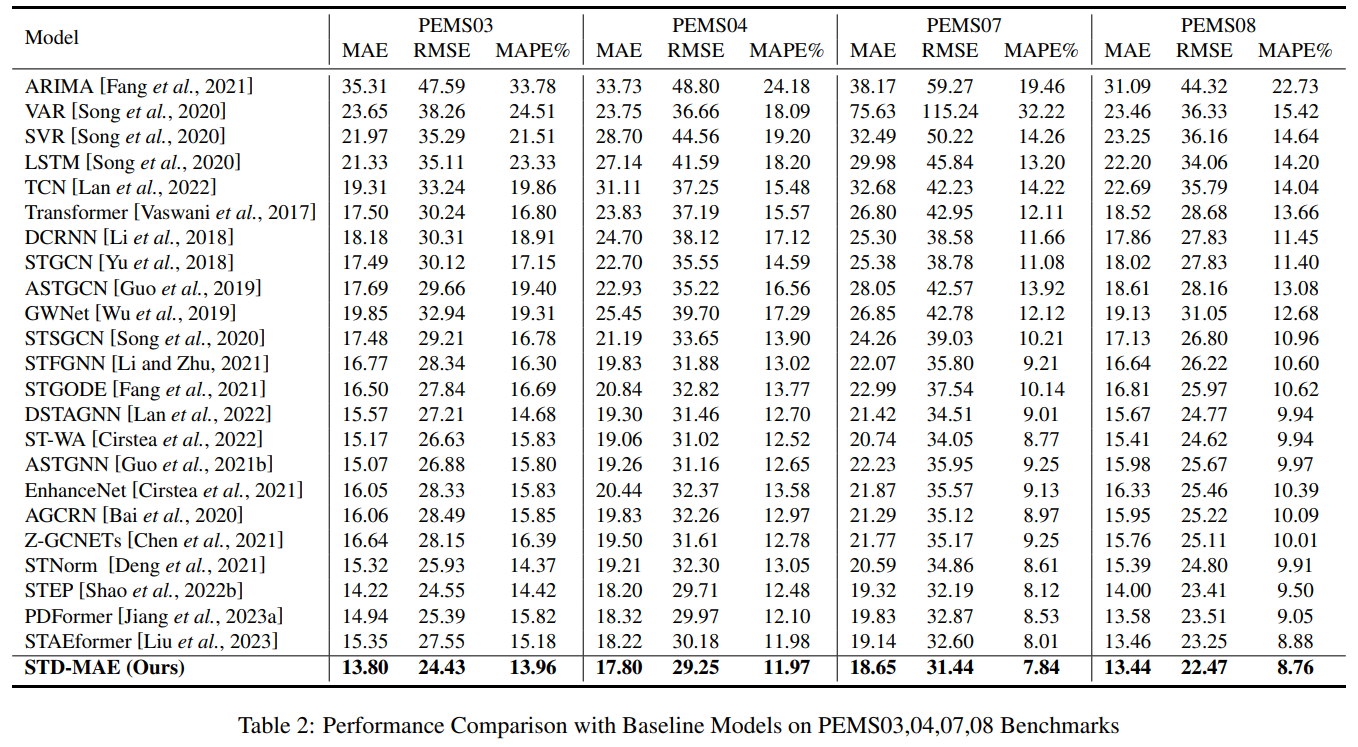 Model PEMS03 PEMS04 PEMS07 PEMS08
MAE RMSE MAPE% MAE RMSE MAPE% MAE RMSE MAPE% MAE RMSE MAPE%
ARIMA [Fang et al., 2021] 35.31 47.59 33.78 33.73 48.80 24.18 38.17 59.27 19.46 31.09 44.32 22.73
VAR [Song et al., 2020] 23.65 38.26 24.51 23.75 36.66 18.09 75.63 115.24 32.22 23.46 36.33 15.42
SVR [Song et al., 2020] 21.97 35.29 21.51 28.70 44.56 19.20 32.49 50.22 14.26 23.25 36.16 14.64
LSTM [Song et al., 2020] 21.33 35.11 23.33 27.14 41.59 18.20 29.98 45.84 13.20 22.20 34.06 14.20
TCN [Lan et al., 2022] 19.31 33.24 19.86 31.11 37.25 15.48 32.68 42.23 14.22 22.69 35.79 14.04
Transformer [Vaswani et al., 2017] 17.50 30.24 16.80 23.83 37.19 15.57 26.80 42.95 12.11 18.52 28.68 13.66
DCRNN [Li et al., 2018] 18.18 30.31 18.91 24.70 38.12 17.12 25.30 38.58 11.66 17.86 27.83 11.45
STGCN [Yu et al., 2018] 17.49 30.12 17.15 22.70 35.55 14.59 25.38 38.78 11.08 18.02 27.83 11.40
ASTGCN [Guo et al., 2019] 17.69 29.66 19.40 22.93 35.22 16.56 28.05 42.57 13.92 18.61 28.16 13.08
GWNet [Wu et al., 2019] 19.85 32.94 19.31 25.45 39.70 17.29 26.85 42.78 12.12 19.13 31.05 12.68
STSGCN [Song et al., 2020] 17.48 29.21 16.78 21.19 33.65 13.90 24.26 39.03 10.21 17.13 26.80 10.96
STFGNN [Li and Zhu, 2021] 16.77 28.34 16.30 19.83 31.88 13.02 22.07 35.80 9.21 16.64 26.22 10.60
STGODE [Fang et al., 2021] 16.50 27.84 16.69 20.84 32.82 13.77 22.99 37.54 10.14 16.81 25.97 10.62
DSTAGNN [Lan et al., 2022] 15.57 27.21 14.68 19.30 31.46 12.70 21.42 34.51 9.01 15.67 24.77 9.94
ST-WA [Cirstea et al., 2022] 15.17 26.63 15.83 19.06 31.02 12.52 20.74 34.05 8.77 15.41 24.62 9.94
ASTGNN [Guo et al., 2021b] 15.07 26.88 15.80 19.26 31.16 12.65 22.23 35.95 9.25 15.98 25.67 9.97
EnhanceNet [Cirstea et al., 2021] 16.05 28.33 15.83 20.44 32.37 13.58 21.87 35.57 9.13 16.33 25.46 10.39
AGCRN [Bai et al., 2020] 16.06 28.49 15.85 19.83 32.26 12.97 21.29 35.12 8.97 15.95 25.22 10.09
Z-GCNETs [Chen et al., 2021] 16.64 28.15 16.39 19.50 31.61 12.78 21.77 35.17 9.25 15.76 25.11 10.01
STNorm [Deng et al., 2021] 15.32 25.93 14.37 19.21 32.30 13.05 20.59 34.86 8.61 15.39 24.80 9.91
STEP [Shao et al., 2022b] 14.22 24.55 14.42 18.20 29.71 12.48 19.32 32.19 8.12 14.00 23.41 9.50
PDFormer [Jiang et al., 2023a] 14.94 25.39 15.82 18.32 29.97 12.10 19.83 32.87 8.53 13.58 23.51 9.05
STAEformer [Liu et al., 2023] 15.35 27.55 15.18 18.22 30.18 11.98 19.14 32.60 8.01 13.46 23.25 8.88
STD-MAE (Ours) 13.80 24.43 13.96 17.80 29.25 11.97 18.65 31.44 7.84 13.44 22.47 8.76
Table 2: Performance Comparison with Baseline Models on PEMS03,04,07,08 Benchmarks